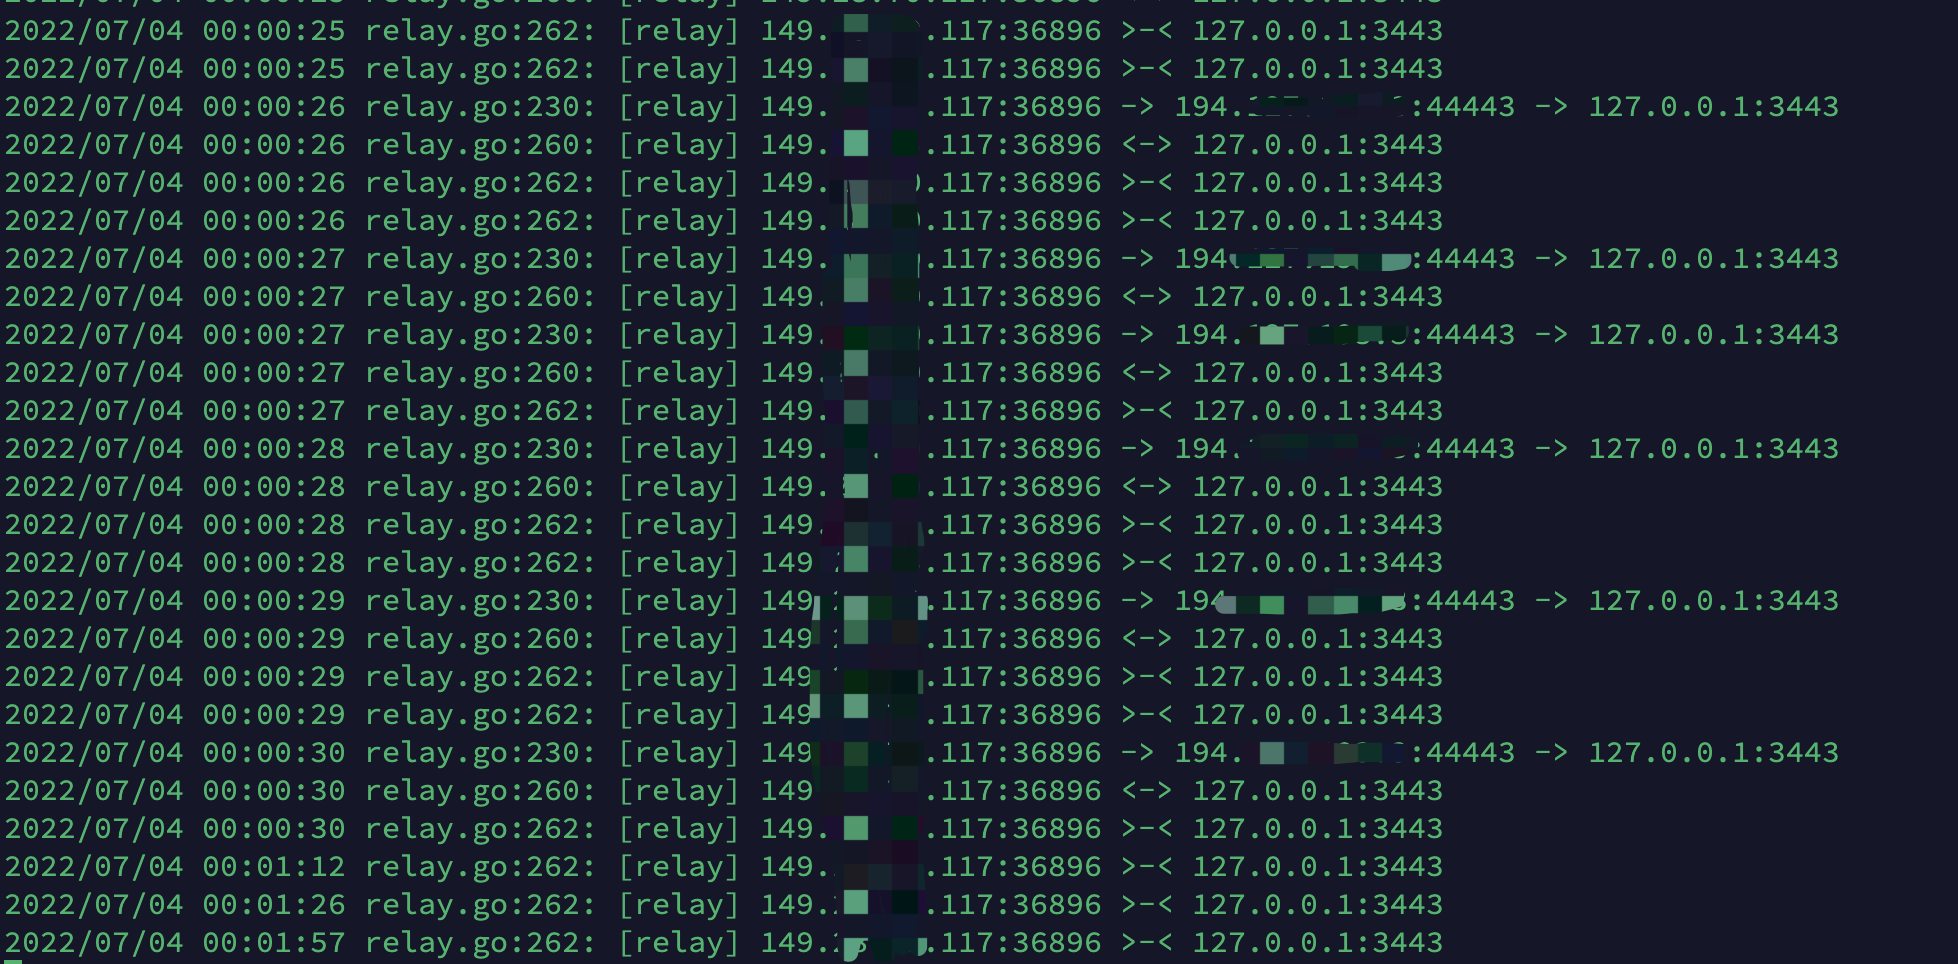 2022/07/04 00:00:25 relay.go:262: [relay] 149. .117:36896 >-< 127.0.0.1:3443
2022/07/04 00:00:25 relay.go:262: [relay] 149. .117:36896 >-< 127.0.0.1:3443
2022/07/04 00:00:26 relay.go:230: [relay] 149. .117:36896 -> 194. :44443 -> 127.0.0.1:3443
2022/07/04 00:00:26 relay.go:260: [relay] 149. .117:36896 <-> 127.0.0.1:3443
2022/07/04 00:00:26 relay.go:262: [relay] 149. .117:36896 >-< 127.0.0.1:3443
2022/07/04 00:00:26 relay.go:262: [relay] 149. .117:36896 >-< 127.0.0.1:3443
2022/07/04 00:00:27 relay.go:230: [relay] 149. .117:36896 -> 194. :44443 -> 127.0.0.1:3443
2022/07/04 00:00:27 relay.go:260: [relay] 149. .117:36896 <-> 127.0.0.1:3443
2022/07/04 00:00:27 relay.go:230: [relay] 149. .117:36896 -> 194. :44443 -> 127.0.0.1:3443
2022/07/04 00:00:27 relay.go:260: [relay] 149. .117:36896 <-> 127.0.0.1:3443
2022/07/04 00:00:27 relay.go:262: [relay] 149. .117:36896 >-< 127.0.0.1:3443
2022/07/04 00:00:28 relay.go:230: [relay] 149. .117:36896 -> 194. :44443 -> 127.0.0.1:3443
2022/07/04 00:00:28 relay.go:260: [relay] 149. .117:36896 <-> 127.0.0.1:3443
2022/07/04 00:00:28 relay.go:262: [relay] 149. .117:36896 >-< 127.0.0.1:3443
2022/07/04 00:00:28 relay.go:262: [relay] 149 .117:36896 >-< 127.0.0.1:3443
2022/07/04 00:00:29 relay.go:230: [relay] 149 .117:36896 -> 194 :44443 -> 127.0.0.1:3443
2022/07/04 00:00:29 relay.go:260: [relay] 149 .117:36896 <-> 127.0.0.1:3443
2022/07/04 00:00:29 relay.go:262: [relay] 149 .117:36896 >-< 127.0.0.1:3443
2022/07/04 00:00:29 relay.go:262: [relay] 149 .117:36896 >-< 127.0.0.1:3443
2022/07/04 00:00:30 relay.go:230: [relay] 149 .117:36896 -> 194. :44443 -> 127.0.0.1:3443
2022/07/04 00:00:30 relay.go:260: [relay] 149 .117:36896 <-> 127.0.0.1:3443
2022/07/04 00:00:30 relay.go:262: [relay] 149. .117:36896 >-< 127.0.0.1:3443
2022/07/04 00:01:12 relay.go:262: [relay] 149. .117:36896 >-< 127.0.0.1:3443
2022/07/04 00:01:26 relay.go:262: [relay] 149. .117:36896 >-< 127.0.0.1:3443
2022/07/04 00:01:57 relay.go:262: [relay] 149. .117:36896 >-< 127.0.0.1:3443